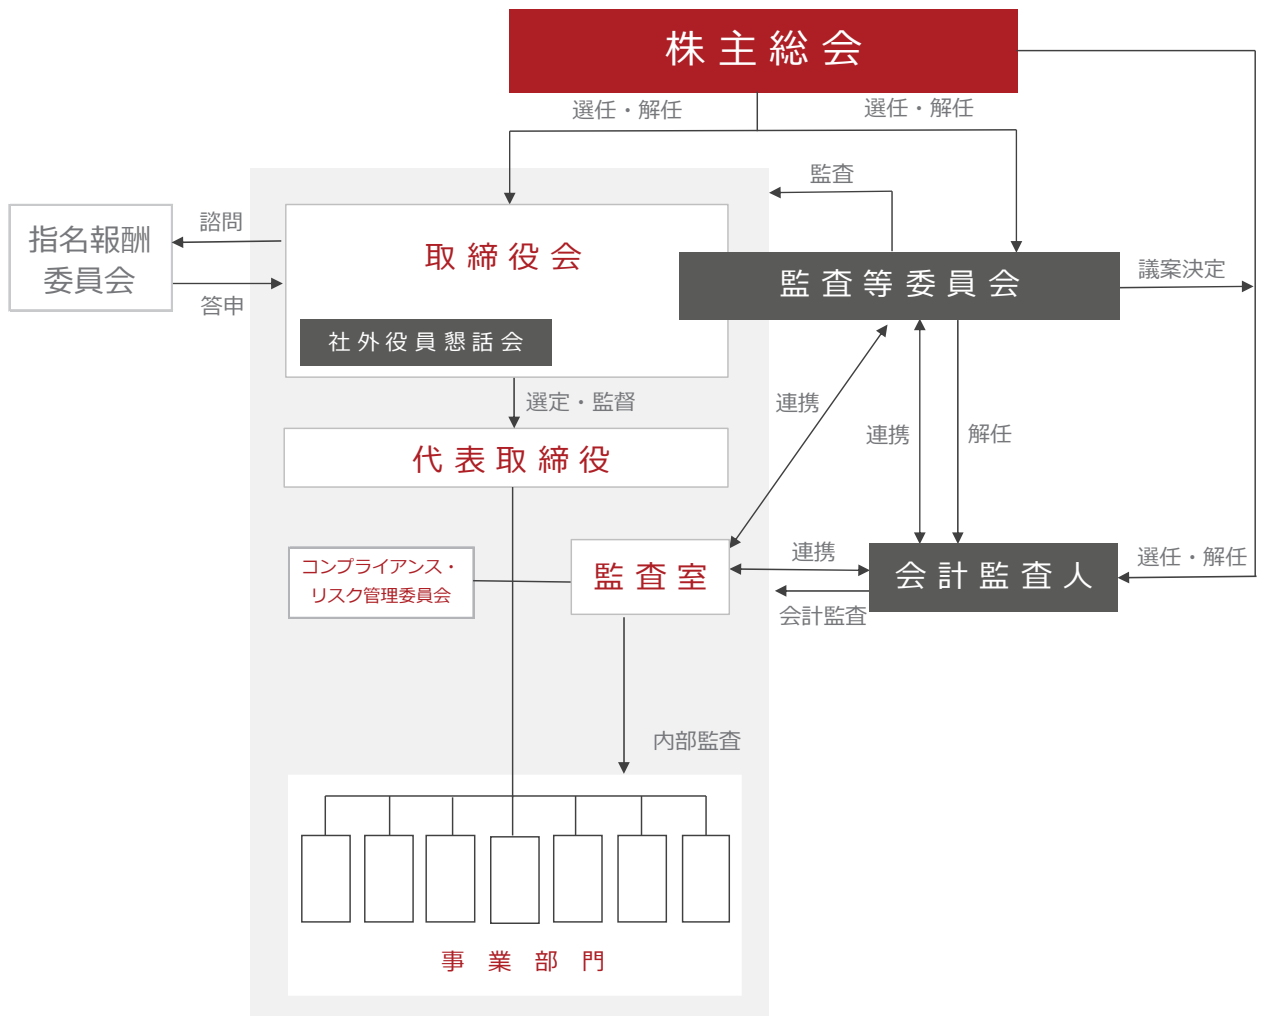 株主総会
選任・解任
選任・解任
監査
指名報酬
委員会
諮問
答申
取締役会
監査等委員会
議案決定
社外役員懇話会
選定・監督
連携
連携
解任
代表取締役
コンプライアンス・
リスク管理委員会
監査室
連携
会計監査人
選任・解任
会計監査
内部監査
事業部門